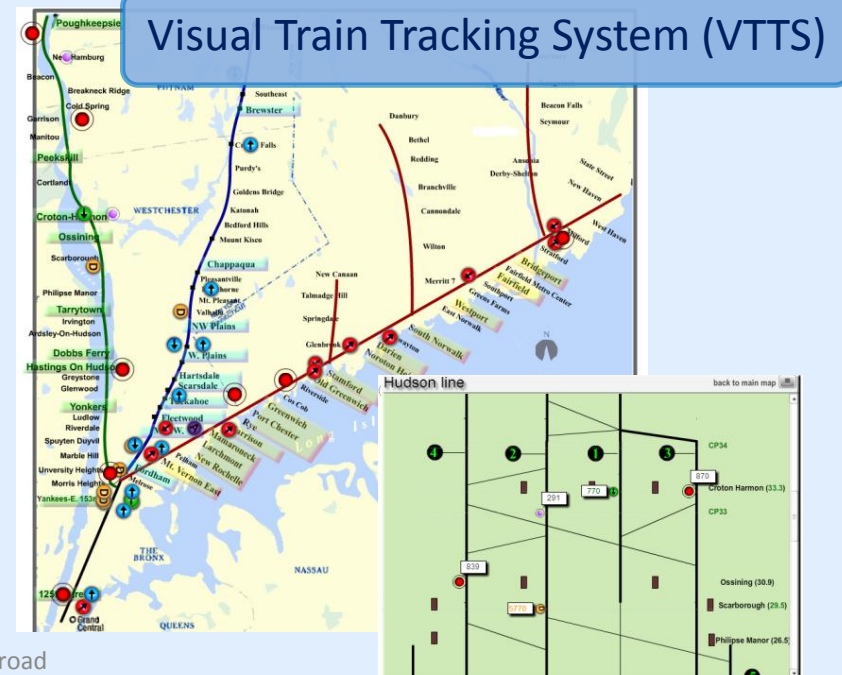 Visual Train Tracking System (VTTS)
Poughkeepsie
New Hamburg
Beacon
Breakneck Ridge
Cold Spring
Garrison
Manitou
Peekskill
Cortland
Croton-H
Ossining
Scarborough
Philipse Manor
Tarrytown
Irvington
Ardsley-On-Hudson
Dobbs Ferry
Hastings On Hudson
Greystone
Glenwood
Yonkers
Ludlow
Riverdale
Spuyten Duyvil
Marble Hill
University Heights
Morris Heights
Yankees-E. 153rd
PUTNAM
WESTCHESTER
Southeast
Brewster
Falls
Purdy's
Goldens Bridge
Katonah
Bedford Hills
Mount Kisco
Chappaqua
Pleasantville
Mt. Pleasant
NW Plains
W. Plains
Hartsdale
Scarsdale
Fleetwood
Fordham
Melrose
THE
BRONX
QUEENS
NASSAU
Grand
Central
Danbury
Bethel
Redding
Branchville
Cannondale
Wilton
Merritt 7
New Canaan
Talmadge Hill
Springdale
Glenbrook
Beacon Falls
Seymour
Ansonia
Derby-Shelton
State Street
New Haven
West Haven
Milford
Stratford
Bridgeport
Fairfield Metro Center
Fairfield
Southport
Greens Farms
Westport
East Norwalk
South Norwalk
Darien
Stamford
Old Greenwich
Riverside
Cos Cob
Greenwich
Port Chester
Rye
Harrison
Mamaroneck
Larchmont
New Rochelle
Pelham
Mt. Vernon East
Long Isl
N
Hudson line
back to main map
4
2
1
3
CP34
870
770
291
Croton Harmon (33.3)
CP33
839
5770
Ossining (30.9)
Scarborough (29.5)
Philipse Manor (26.5)
road